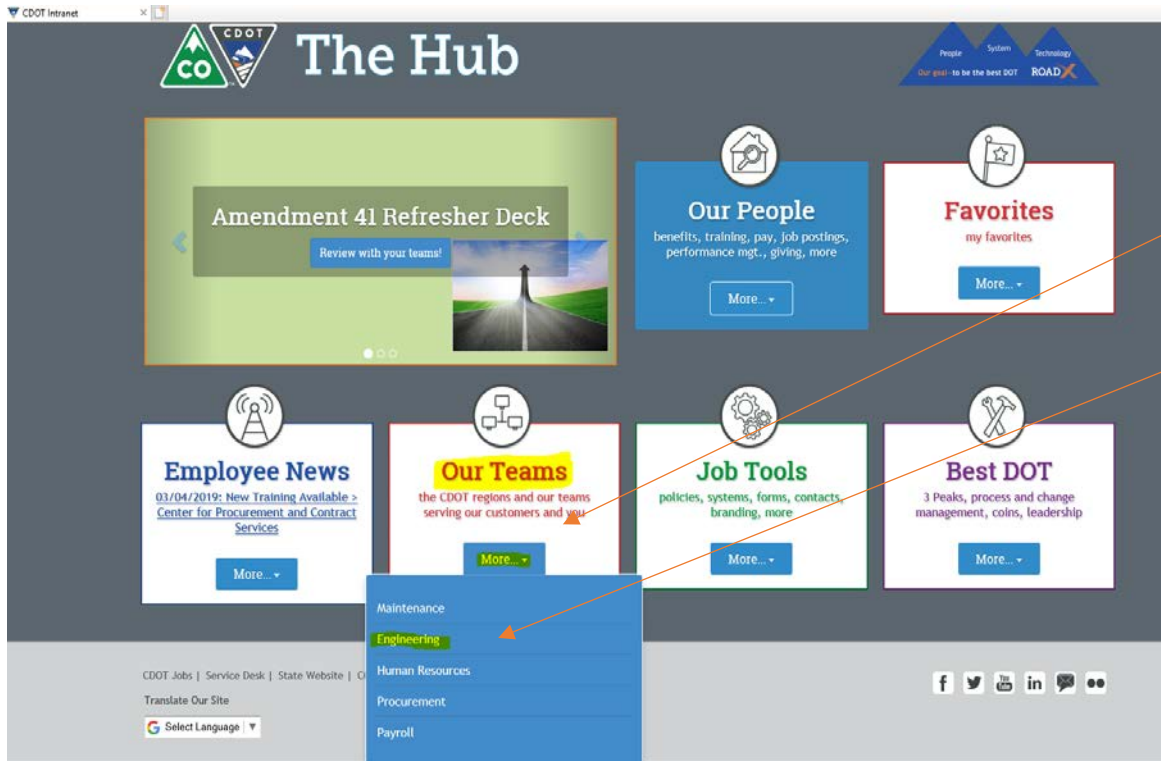 CDOT Intranet
CDOT
CO
The Hub
People
System
Technology
Our goal-to be the best DOT
ROADX
Amendment 41 Refresher Deck
Review with your teams!
Our People
benefits, training, pay, job postings,
performance mgt., giving, more
More...
Favorites
my favorites
More...
Employee News
03/04/2019: New Training Available >
Center for Procurement and Contract
Services
More...
Our Teams
the CDOT regions and our teams
serving our customers and you
More...
Job Tools
policies, systems, forms, contacts,
branding, more
More...
Best DOT
3 Peaks, process and change
management, coins, leadership
More...
Maintenance
Engineering
Human Resources
Procurement
Payroll
CDOT Jobs | Service Desk | State Website |
Translate Our Site
G Select Language
f
You Tube
in